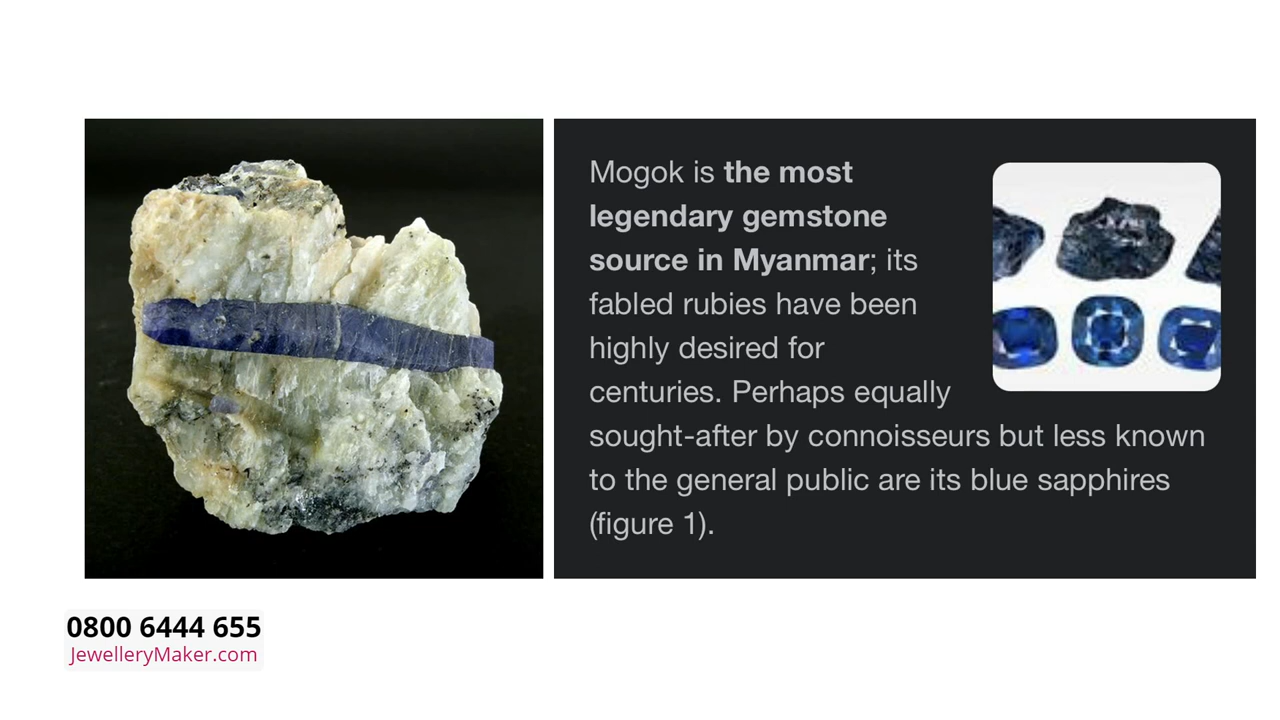 Mogok is the most
legendary gemstone
source in Myanmar; its
fabled rubies have been
highly desired for
centuries. Perhaps equally
sought-after by connoisseurs but less known
to the general public are its blue sapphires
(figure 1).
0800 6444 655
JewelleryMaker.com